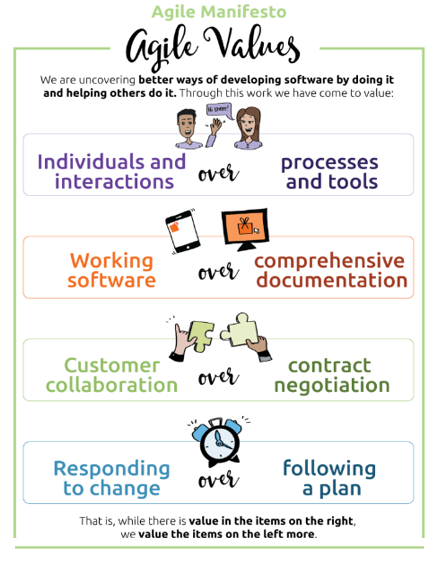 Agile Manifesto
Agile Values
We are uncovering better ways of developing software by doing it
and helping others do it. Through this work we have come to value:
Hi there!
Individuals and
interactions
over
processes
and tools
Working
software
over
comprehensive
documentation
Customer
collaboration
over
contract
negotiation
Responding
to change
over
following
a plan
That is, while there is value in the items on the right,
we value the items on the left more.